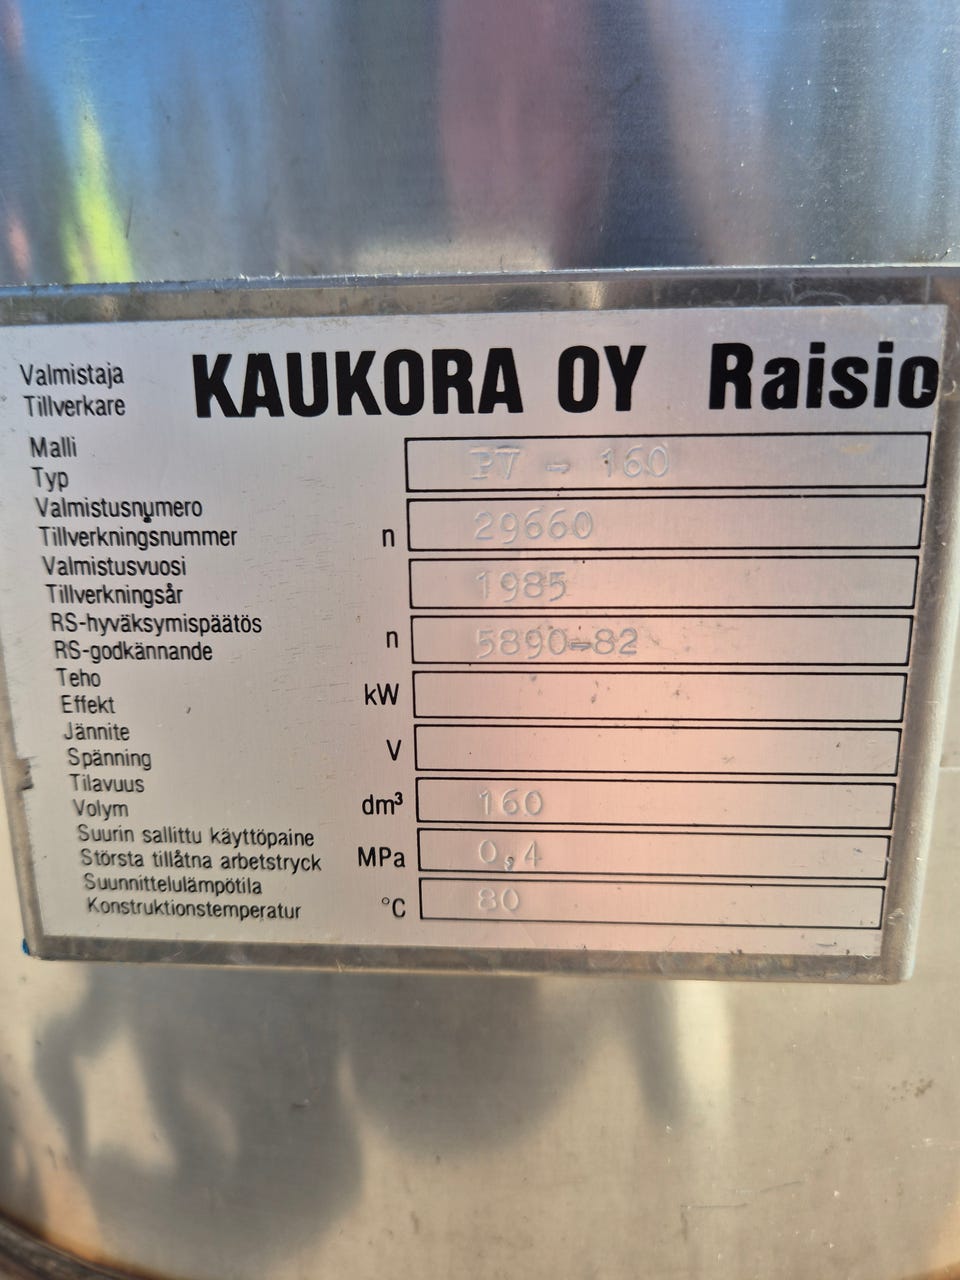 Valmistaja
Tillverkare KAUKORA OY Raisio
Malli
Typ PV - 160
Valmistusnumero
Tillverkningsnummer n 29660
Valmistusvuosi
Tillverkningsår 1985
RS-hyväksymispäätös
RS-godkännande n 5890-82
Teho
Effekt kW
Jännite
Spänning V
Tilavuus
Volym dm³ 160
Suurin sallittu käyttöpaine
Största tillåtna arbetstryck MPa 0,4
Suunnittelulämpötila
Konstruktionstemperatur °C 80